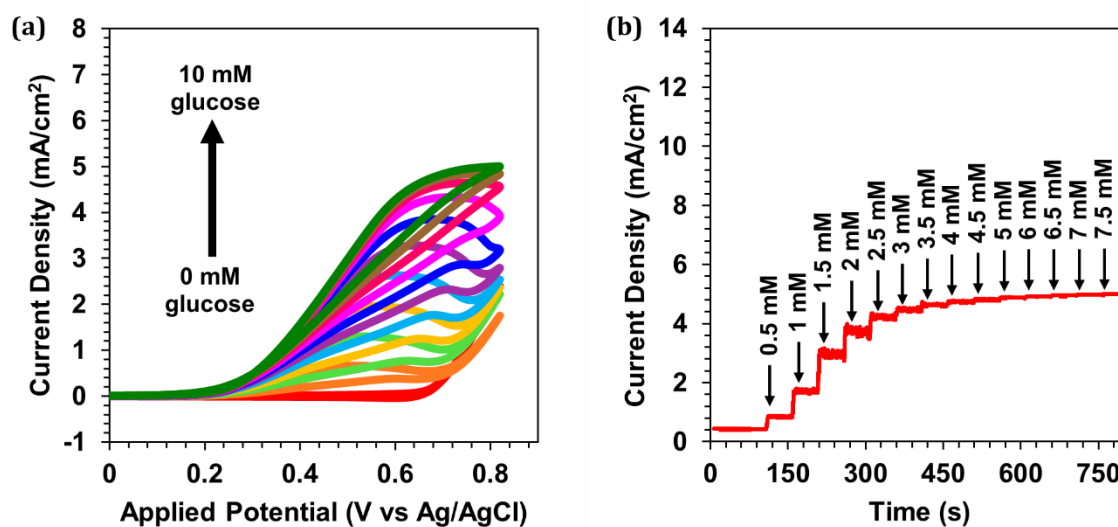 (a)
8
7
6
5
4
3
2
1
0
-1
Current Density (mA/cm²)
10 mM
glucose
0 mM
glucose
0.0
0.2
0.4
0.6
0.8
Applied Potential (V vs Ag/AgCl)
(b)
14
12
10
8
6
4
2
0
Current Density (mA/cm²)
0.5 mM
1 mM
1.5 mM
2 mM
2.5 mM
3 mM
3.5 mM
4 mM
4.5 mM
5 mM
6 mM
6.5 mM
7 mM
7.5 mM
0
150
300
450
600
750
Time (s)